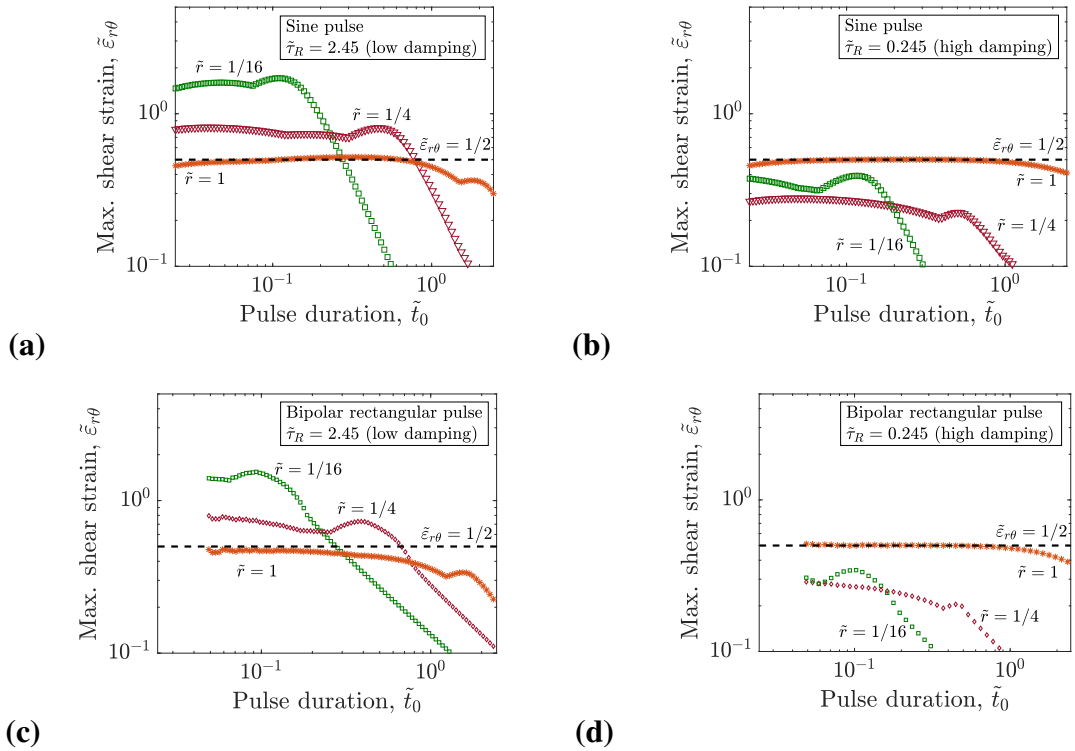 Sine pulse
τ̃_R = 2.45 (low damping)
r̃ = 1/16
r̃ = 1/4
ε̃_rθ = 1/2
r̃ = 1
Max. shear strain, ε̃_rθ
10^0
10^-1
10^-1
10^0
Pulse duration, t̃_0
(a)
Sine pulse
τ̃_R = 0.245 (high damping)
ε̃_rθ = 1/2
r̃ = 1
r̃ = 1/4
r̃ = 1/16
Max. shear strain, ε̃_rθ
10^0
10^-1
10^-1
10^0
Pulse duration, t̃_0
(b)
Bipolar rectangular pulse
τ̃_R = 2.45 (low damping)
r̃ = 1/16
r̃ = 1/4
ε̃_rθ = 1/2
r̃ = 1
Max. shear strain, ε̃_rθ
10^0
10^-1
10^-1
10^0
Pulse duration, t̃_0
(c)
Bipolar rectangular pulse
τ̃_R = 0.245 (high damping)
ε̃_rθ = 1/2
r̃ = 1
r̃ = 1/4
r̃ = 1/16
Max. shear strain, ε̃_rθ
10^0
10^-1
10^-1
10^0
Pulse duration, t̃_0
(d)